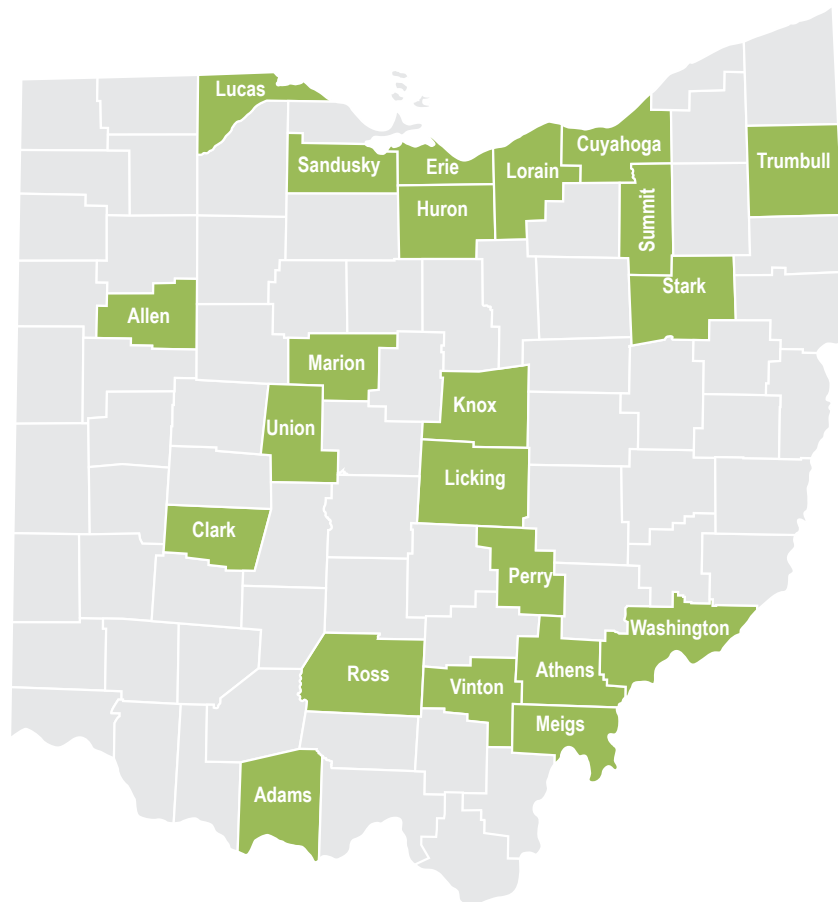 Lucas
Cuyahoga
Trumbull
Sandusky
Erie
Lorain
Huron
Summit
Stark
Allen
Marion
Knox
Union
Licking
Clark
Perry
Washington
Ross
Athens
Vinton
Meigs
Adams